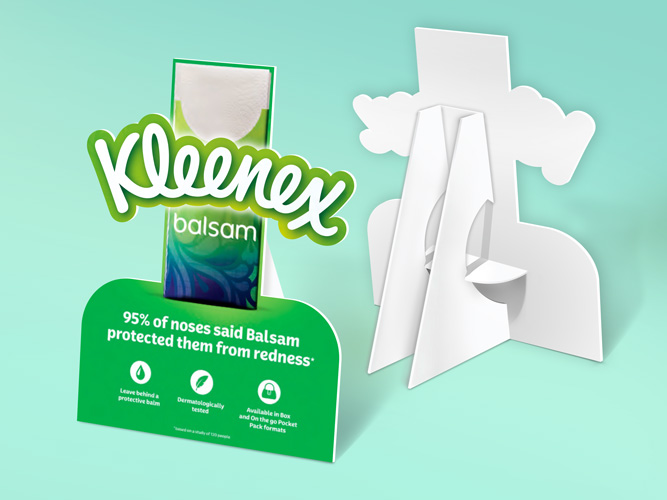 Kleenex
balsam
95% of noses said Balsam
protected them from redness*
Leave behind a
protective balm
Dermatologically
tested
Available in Box
and On the go Pocket
Pack formats